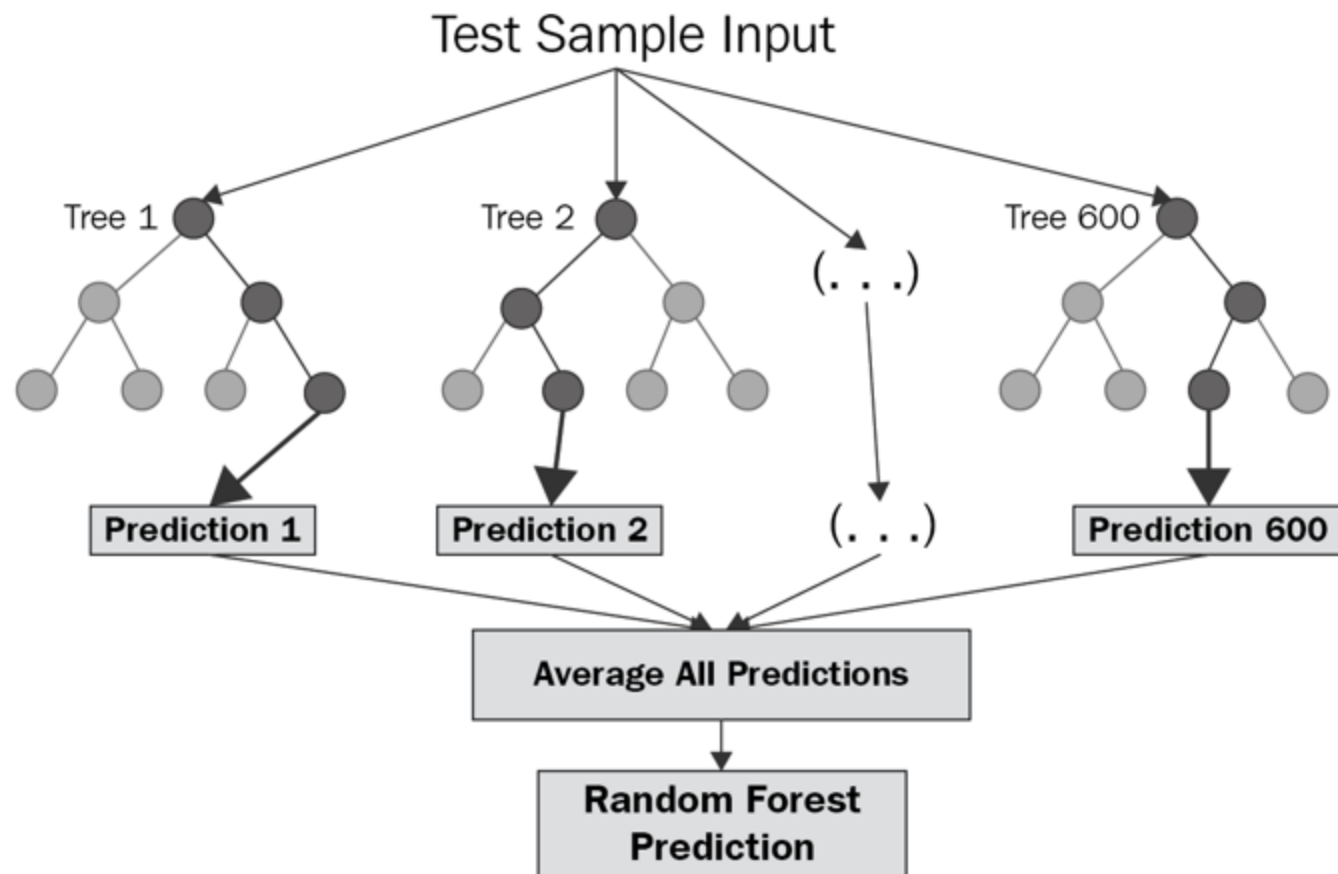 Test Sample Input
Tree 1
Tree 2
(. . .)
Tree 600
Prediction 1
Prediction 2
(. . .)
Prediction 600
Average All Predictions
Random Forest
Prediction